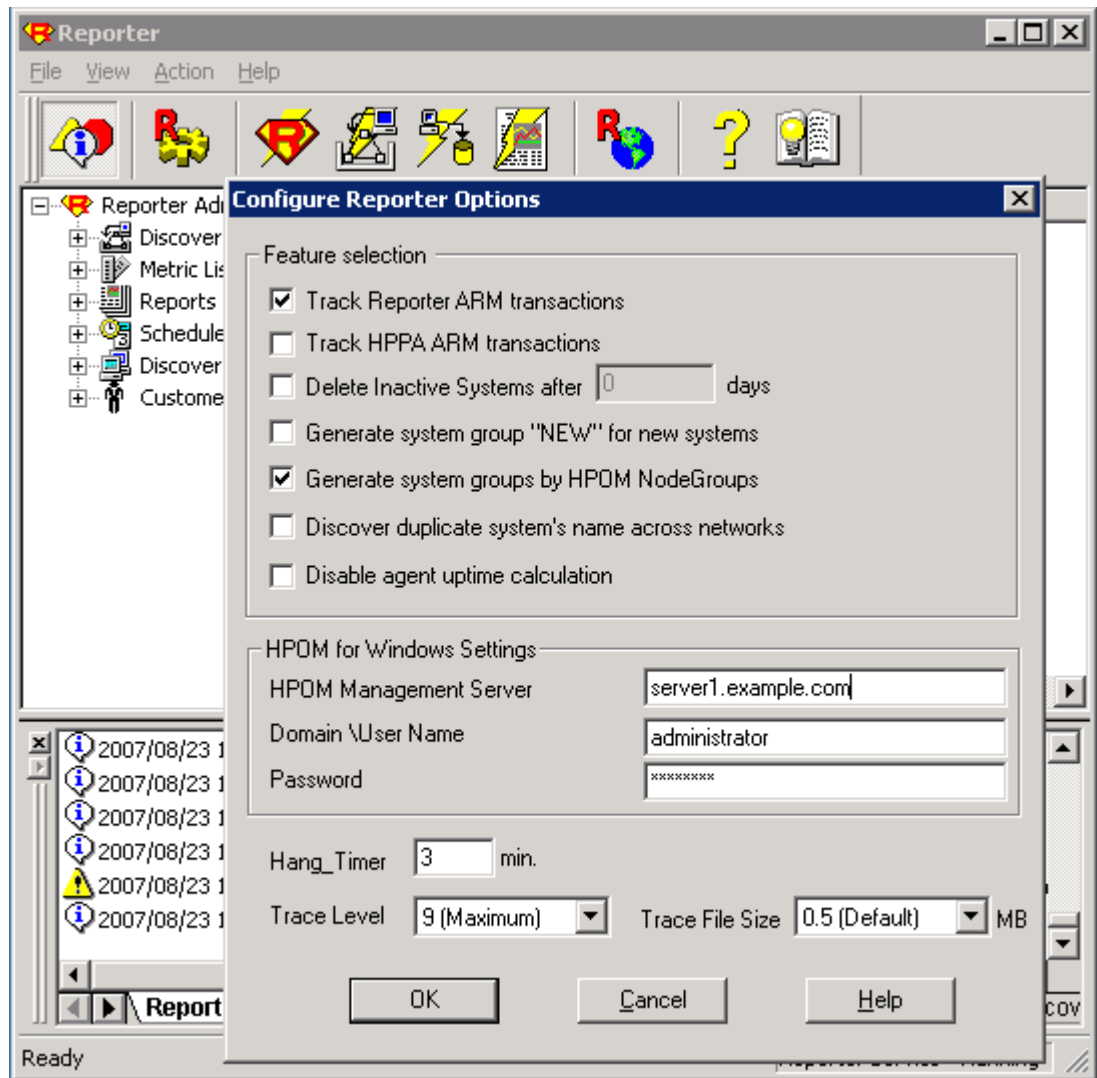 Reporter
File View Action Help
Reporter Adm
Discover
Metric Lis
Reports
Schedule
Discover
Custome
Configure Reporter Options
Feature selection
Track Reporter ARM transactions
Track HPPA ARM transactions
Delete Inactive Systems after 0 days
Generate system group "NEW" for new systems
Generate system groups by HPOM NodeGroups
Discover duplicate system's name across networks
Disable agent uptime calculation
HPOM for Windows Settings
HPOM Management Server server1.example.com
Domain \User Name administrator
Password ********
Hang_Timer 3 min.
Trace Level 9 (Maximum) Trace File Size 0.5 (Default) MB
OK Cancel Help
2007/08/23 1
2007/08/23 1
2007/08/23 1
2007/08/23 1
2007/08/23 1
2007/08/23 1
Report
cov
Ready